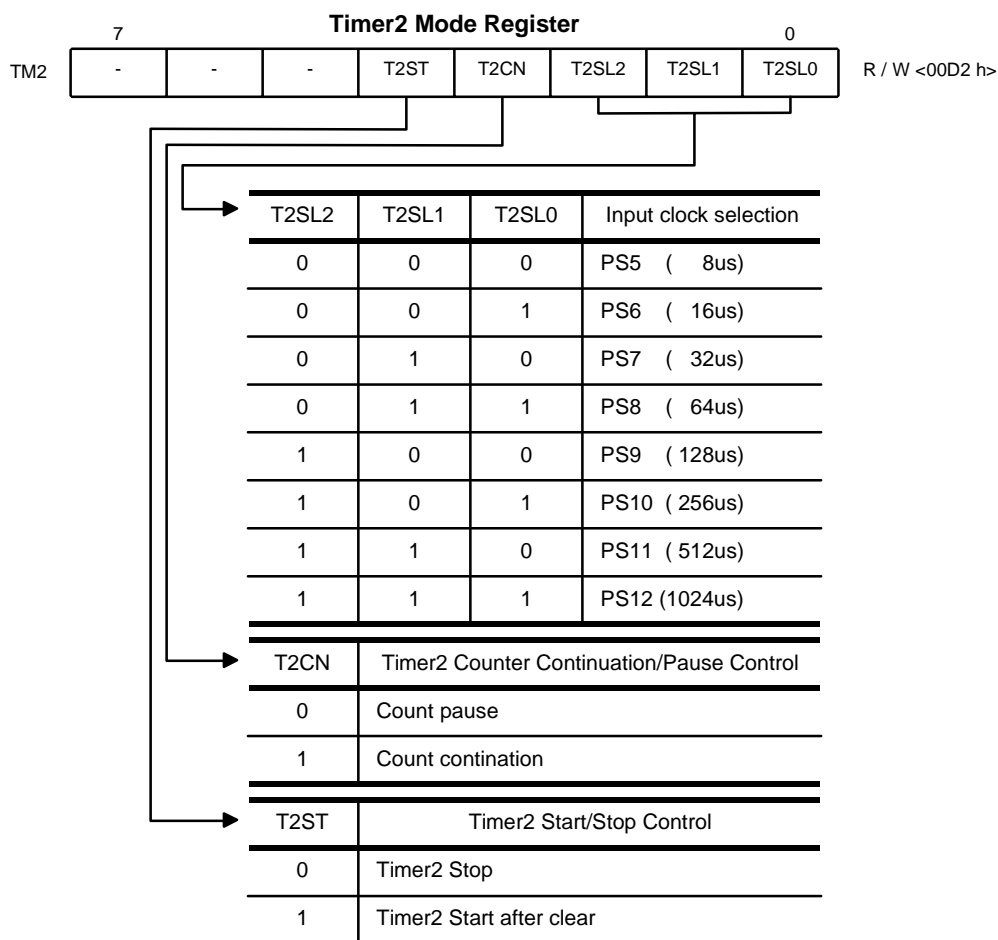 Timer2 Mode Register
7 0
TM2 - - - T2ST T2CN T2SL2 T2SL1 T2SL0 R / W <00D2 h>
T2SL2 T2SL1 T2SL0 Input clock selection
0 0 0 PS5 ( 8us)
0 0 1 PS6 ( 16us)
0 1 0 PS7 ( 32us)
0 1 1 PS8 ( 64us)
1 0 0 PS9 ( 128us)
1 0 1 PS10 ( 256us)
1 1 0 PS11 ( 512us)
1 1 1 PS12 (1024us)
T2CN Timer2 Counter Continuation/Pause Control
0 Count pause
1 Count contination
T2ST Timer2 Start/Stop Control
0 Timer2 Stop
1 Timer2 Start after clear